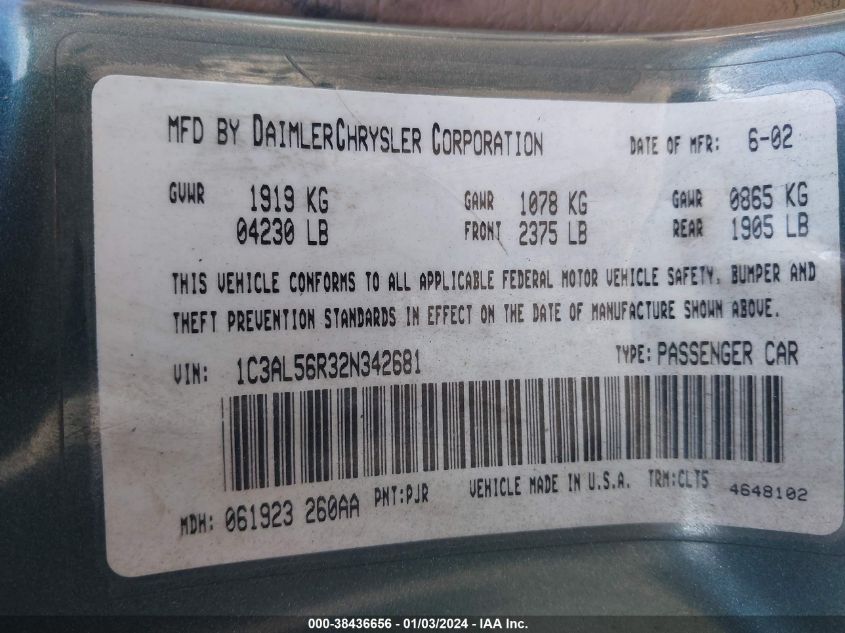 MFD BY DAIMLERCHRYSLER CORPORATION DATE OF MFR: 6-02
GVWR 1919 KG GAWR 1078 KG GAWR 0865 KG
04230 LB FRONT 2375 LB REAR 1905 LB
THIS VEHICLE CONFORMS TO ALL APPLICABLE FEDERAL MOTOR VEHICLE SAFETY, BUMPER AND
THEFT PREVENTION STANDARDS IN EFFECT ON THE DATE OF MANUFACTURE SHOWN ABOVE.
VIN: 1C3AL56R32N342681 TYPE: PASSENGER CAR
MDH: 061923 260AA PNT:PJR VEHICLE MADE IN U.S.A. TRM:CLT5 4648102
000-38436656 - 01/03/2024 - IAA Inc.